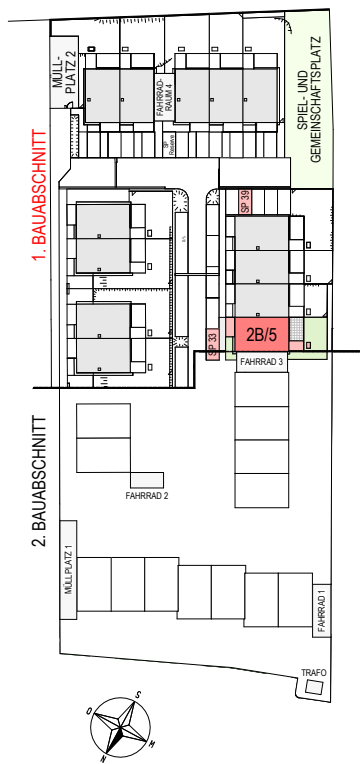 MÜLL-
PLATZ 2
FAHRRAD-
RAUM 4
SP
Reserve
SPIEL- UND
GEMEINSCHAFTSPLATZ
1. BAUABSCHNITT
SP 39
SP 33
2B/5
FAHRRAD 3
2. BAUABSCHNITT
FAHRRAD 2
MÜLLPLATZ 1
FAHRRAD 1
TRAFO
S
O
W
N